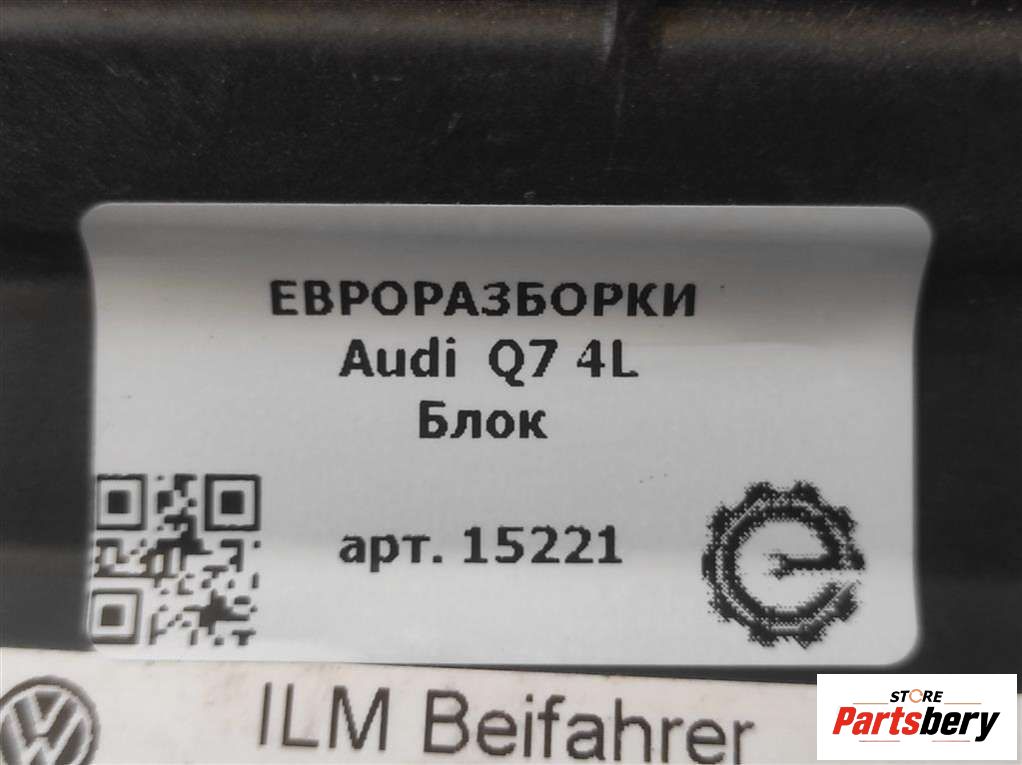 ЕВРОРАЗБОРКИ
Audi Q7 4L
Блок
арт. 15221
ILM Beifahrer
STORE
Partsbery